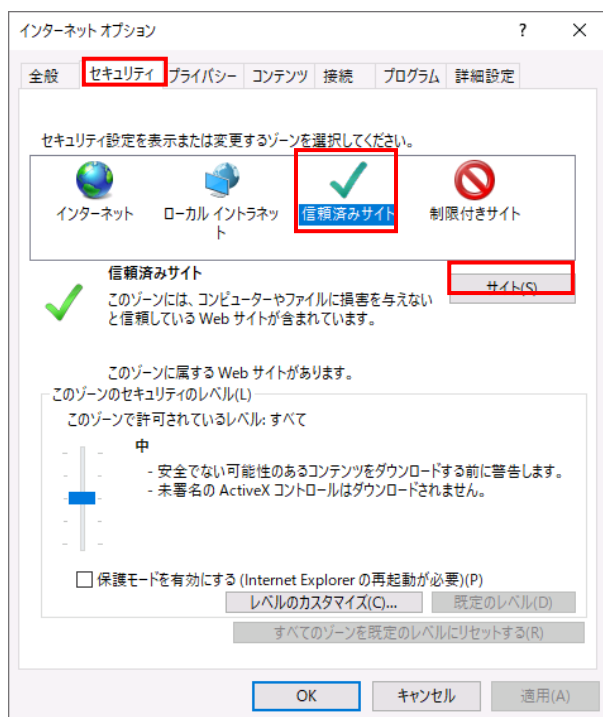 インターネット オプション
?
×
全般 セキュリティ プライバシー コンテンツ 接続 プログラム 詳細設定
セキュリティ設定を表示または変更するゾーンを選択してください。
インターネット
ローカル イントラネッ
ト
信頼済みサイト
制限付きサイト
信頼済みサイト
このゾーンには、コンピューターやファイルに損害を与えない
と信頼している Web サイトが含まれています。
サイト(S)
このゾーンに属する Web サイトがあります。
このゾーンのセキュリティのレベル(L)
このゾーンで許可されているレベル: すべて
中
- 安全でない可能性のあるコンテンツをダウンロードする前に警告します。
- 未署名の ActiveX コントロールはダウンロードされません。
保護モードを有効にする (Internet Explorer の再起動が必要)(P)
レベルのカスタマイズ(C)... 既定のレベル(D)
すべてのゾーンを既定のレベルにリセットする(R)
OK キャンセル 適用(A)